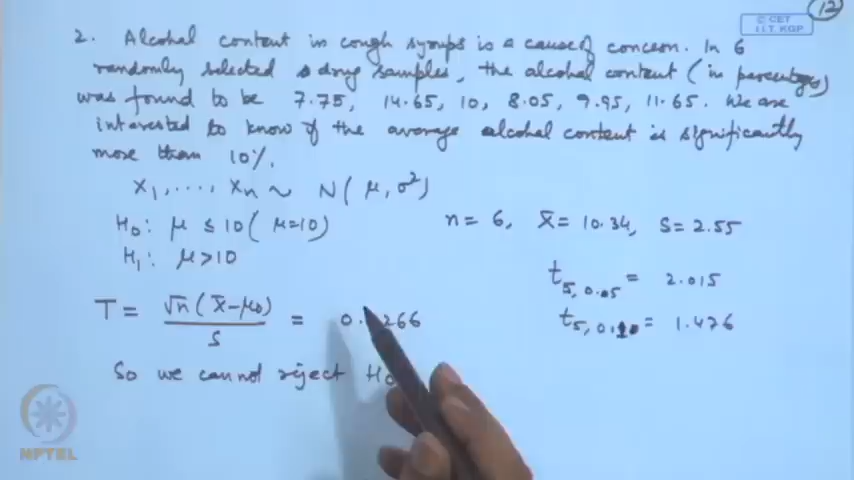 12
© CET
I.I.T. KGP
2. Alcohal content in cough syrups is a cause of concern. In 6
randomly selected drug samples, the alcohal content (in percentages)
was found to be 7.75, 14.65, 10, 8.05, 9.95, 11.65. We are
interested to know if the average alcohal content is significantly
more than 10%.
X₁, ..., Xn ~ N(μ, σ²)
H₀: μ ≤ 10 (μ=10)
n = 6, x̄ = 10.34, s = 2.55
H₁: μ > 10
t₅,₀.₀₅ = 2.015
T = √n (x̄-μ₀) / S = 0. 266
t₅,₀.₁₀ = 1.476
So we cannot reject H₀
NPTEL